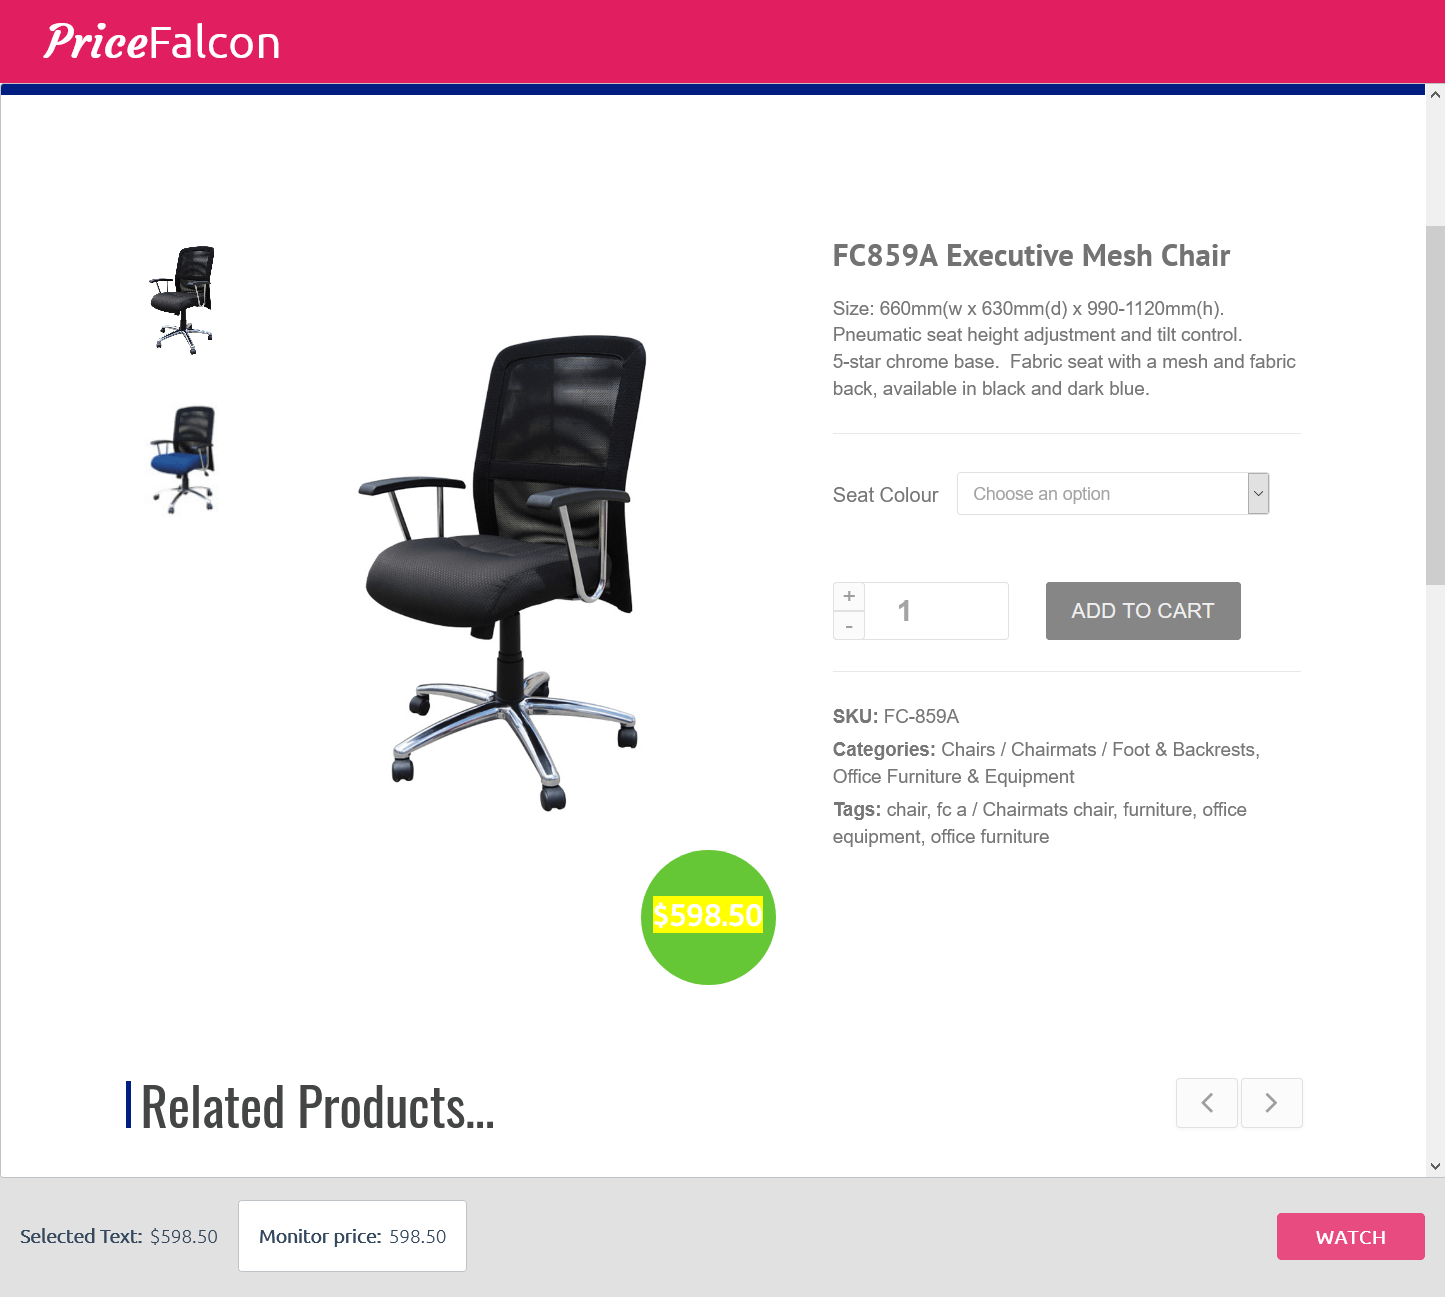 PriceFalcon
FC859A Executive Mesh Chair
Size: 660mm(w x 630mm(d) x 990-1120mm(h).
Pneumatic seat height adjustment and tilt control.
5-star chrome base.  Fabric seat with a mesh and fabric
back, available in black and dark blue.
Seat Colour Choose an option
+
1
ADD TO CART
-
SKU: FC-859A
Categories: Chairs / Chairmats / Foot & Backrests,
Office Furniture & Equipment
Tags: chair, fc a / Chairmats chair, furniture, office
equipment, office furniture
$598.50
Related Products...
Selected Text: $598.50
Monitor price: 598.50
WATCH